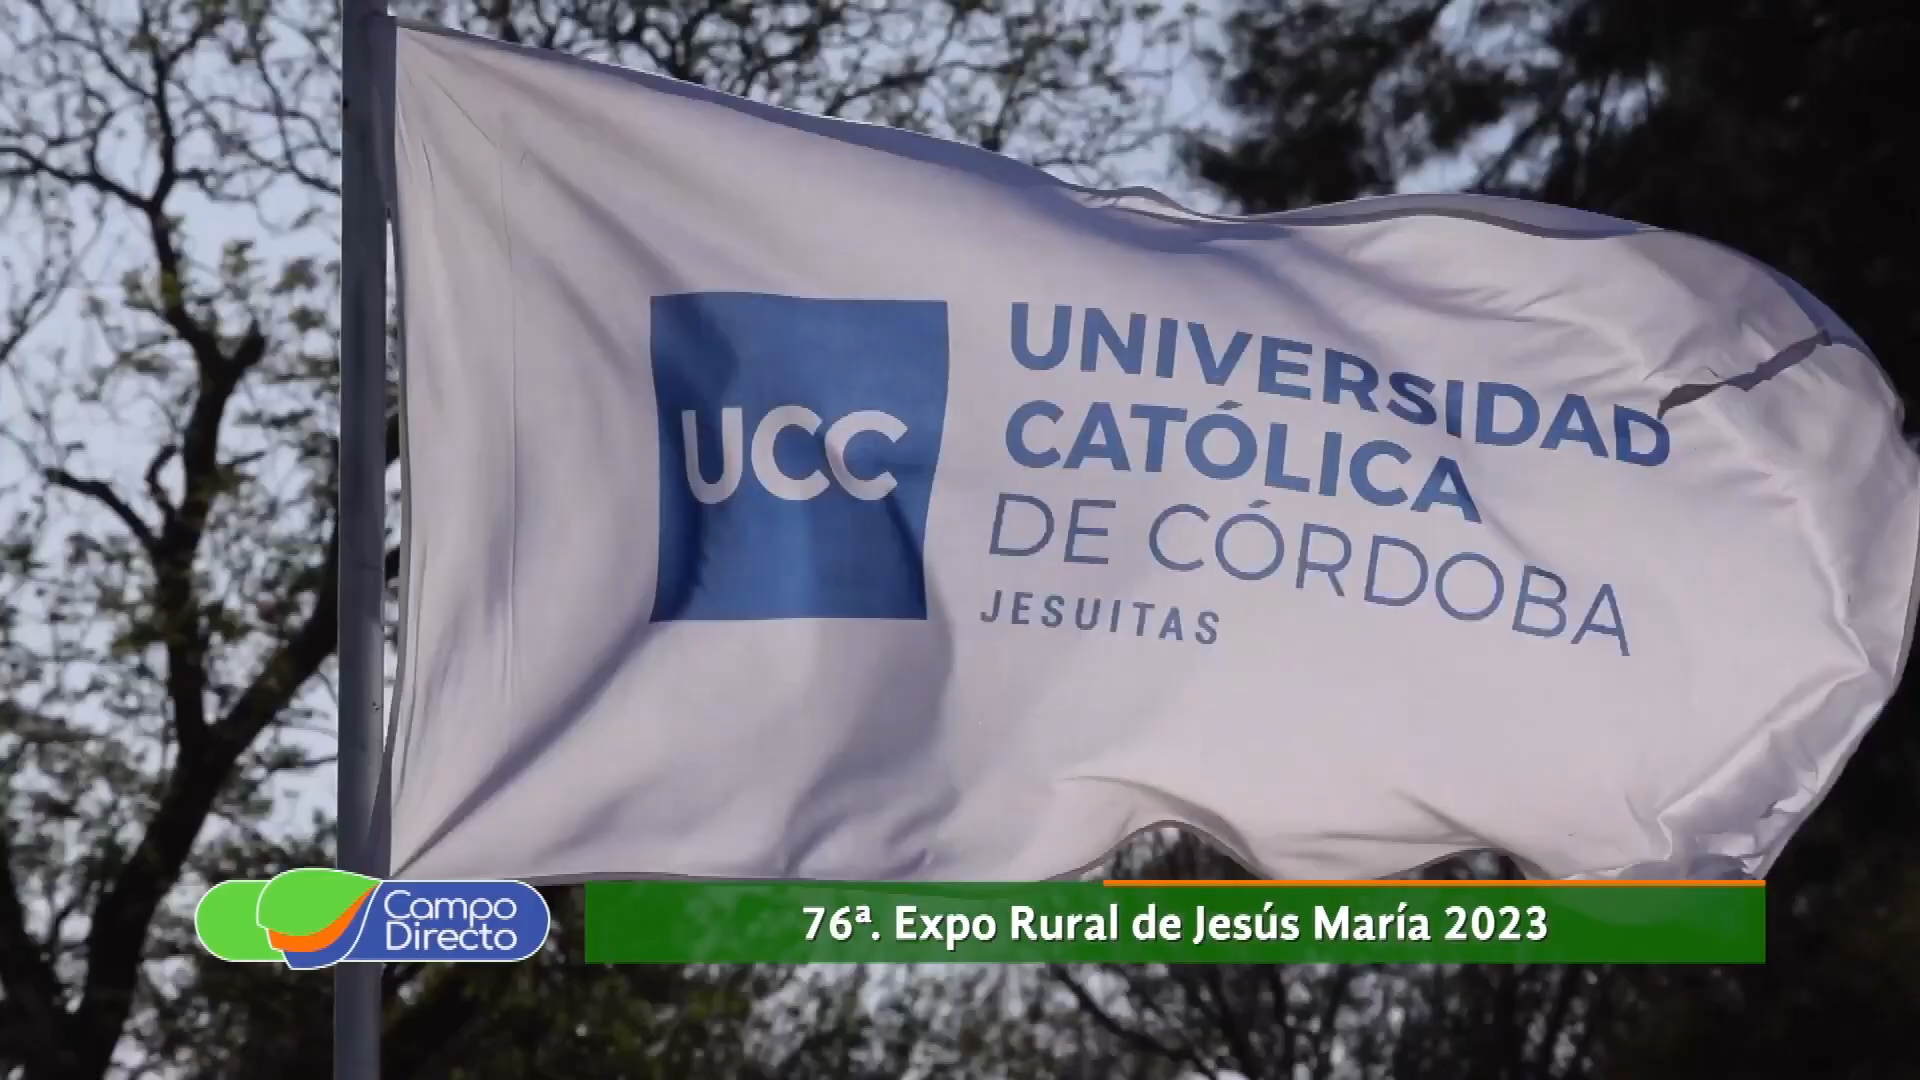 UCC
UNIVERSIDAD
CATÓLICA
DE CÓRDOBA
JESUITAS
Campo
Directo
76ª. Expo Rural de Jesús María 2023